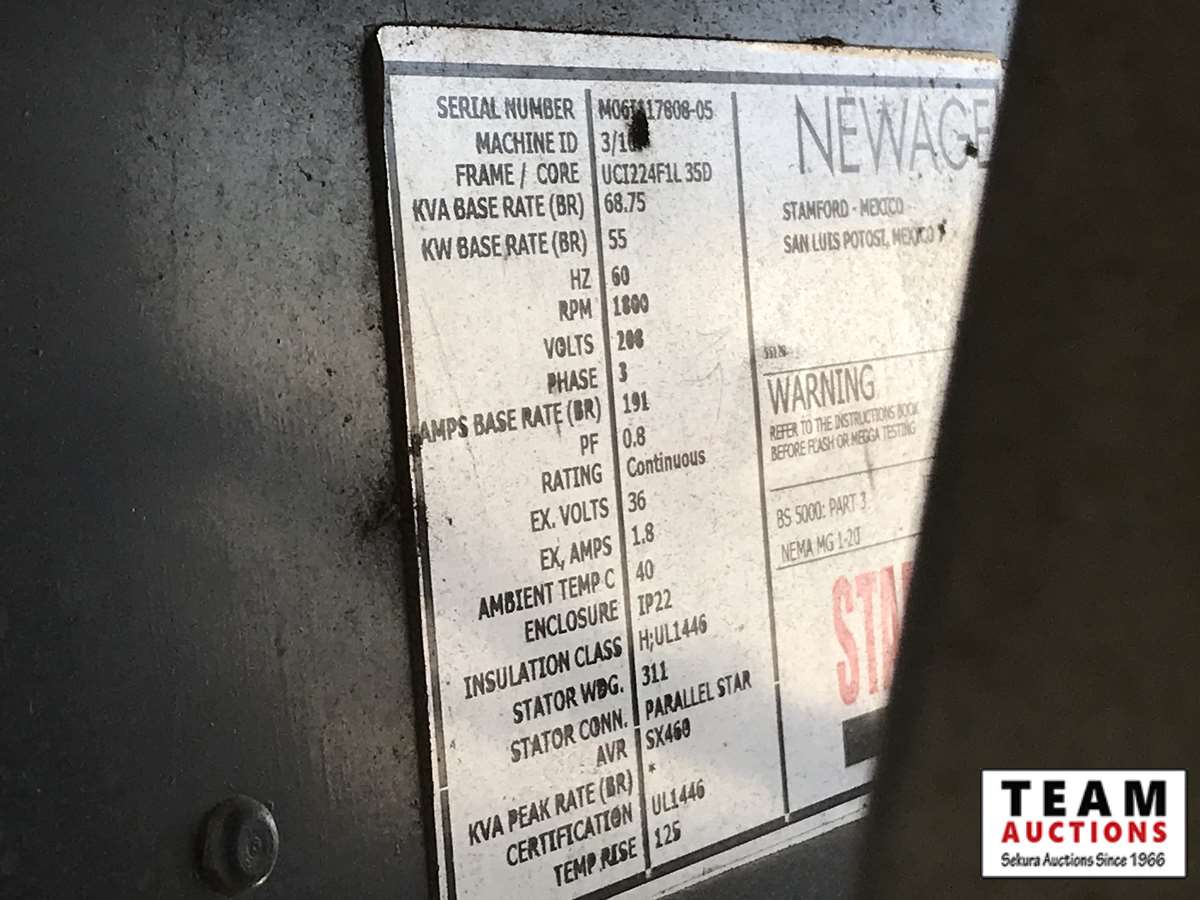 SERIAL NUMBER 17808-05
MACHINE ID
FRAME / CORE UCI224F1L 35D
KVA BASE RATE (BR) 68.75
KW BASE RATE (BR) 55
HZ 60
RPM 1800
VOLTS 208
PHASE 3
AMPS BASE RATE (BR) 191
PF 0.8
RATING Continuous
EX. VOLTS 36
EX, AMPS 1.8
AMBIENT TEMP C 40
ENCLOSURE IP22
INSULATION CLASS H;UL1446
STATOR WDG. 311
STATOR CONN. PARALLEL STAR
AVR SX460
KVA PEAK RATE (BR) *
CERTIFICATION UL1446
TEMP.RISE 125
NEWAGE
STAMFORD - MEXICO
SAN LUIS POTOSI, MEXICO
WARNING
REFER TO THE INSTRUCTIONS BOOK
BEFORE FLASH OR MEGGA TESTING
BS 5000: PART 3
NEMA MG 1-20
TEAM
AUCTIONS
Sekura Auctions Since 1966